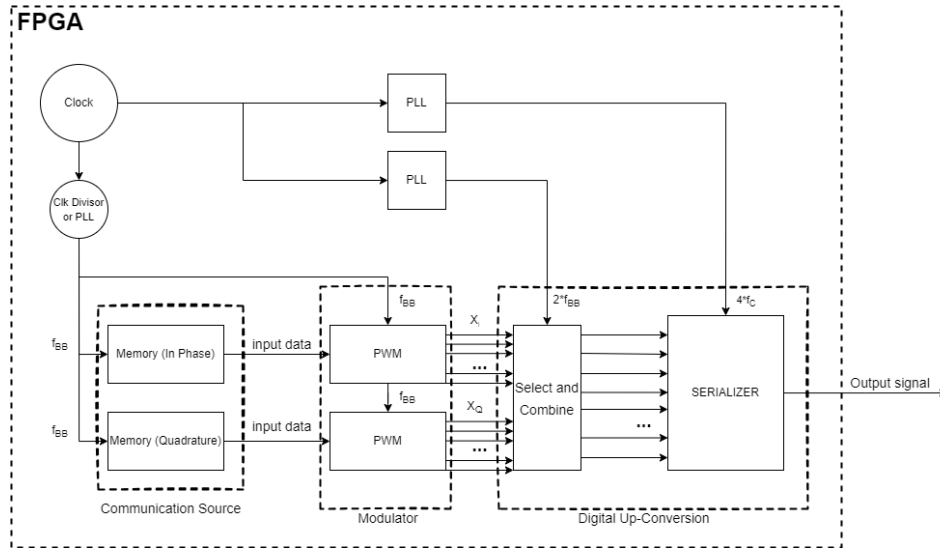 FPGA
Clock
PLL
PLL
Clk Divisor
or PLL
f_BB
2*f_BB
4*f_C
f_BB
Memory (In Phase)
input data
PWM
X_i
...
Select and
Combine
SERIALIZER
Output signal
f_BB
f_BB
Memory (Quadrature)
input data
PWM
X_Q
...
...
Communication Source
Modulator
Digital Up-Conversion